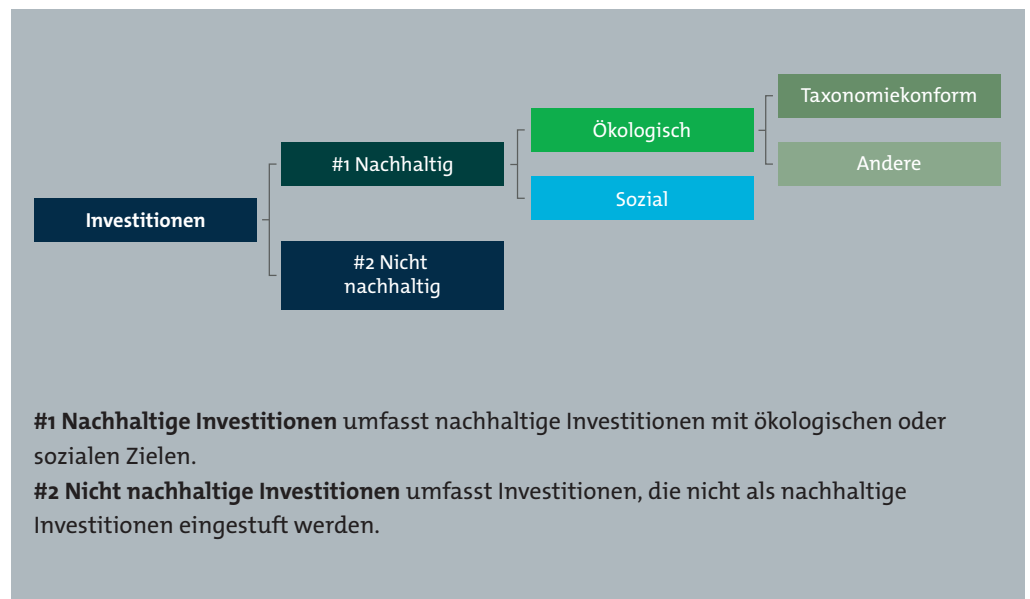 Taxonomiekonform
Ökologisch
#1 Nachhaltig
Andere
Sozial
Investitionen
#2 Nicht
nachhaltig
#1 Nachhaltige Investitionen umfasst nachhaltige Investitionen mit ökologischen oder
sozialen Zielen.
#2 Nicht nachhaltige Investitionen umfasst Investitionen, die nicht als nachhaltige
Investitionen eingestuft werden.